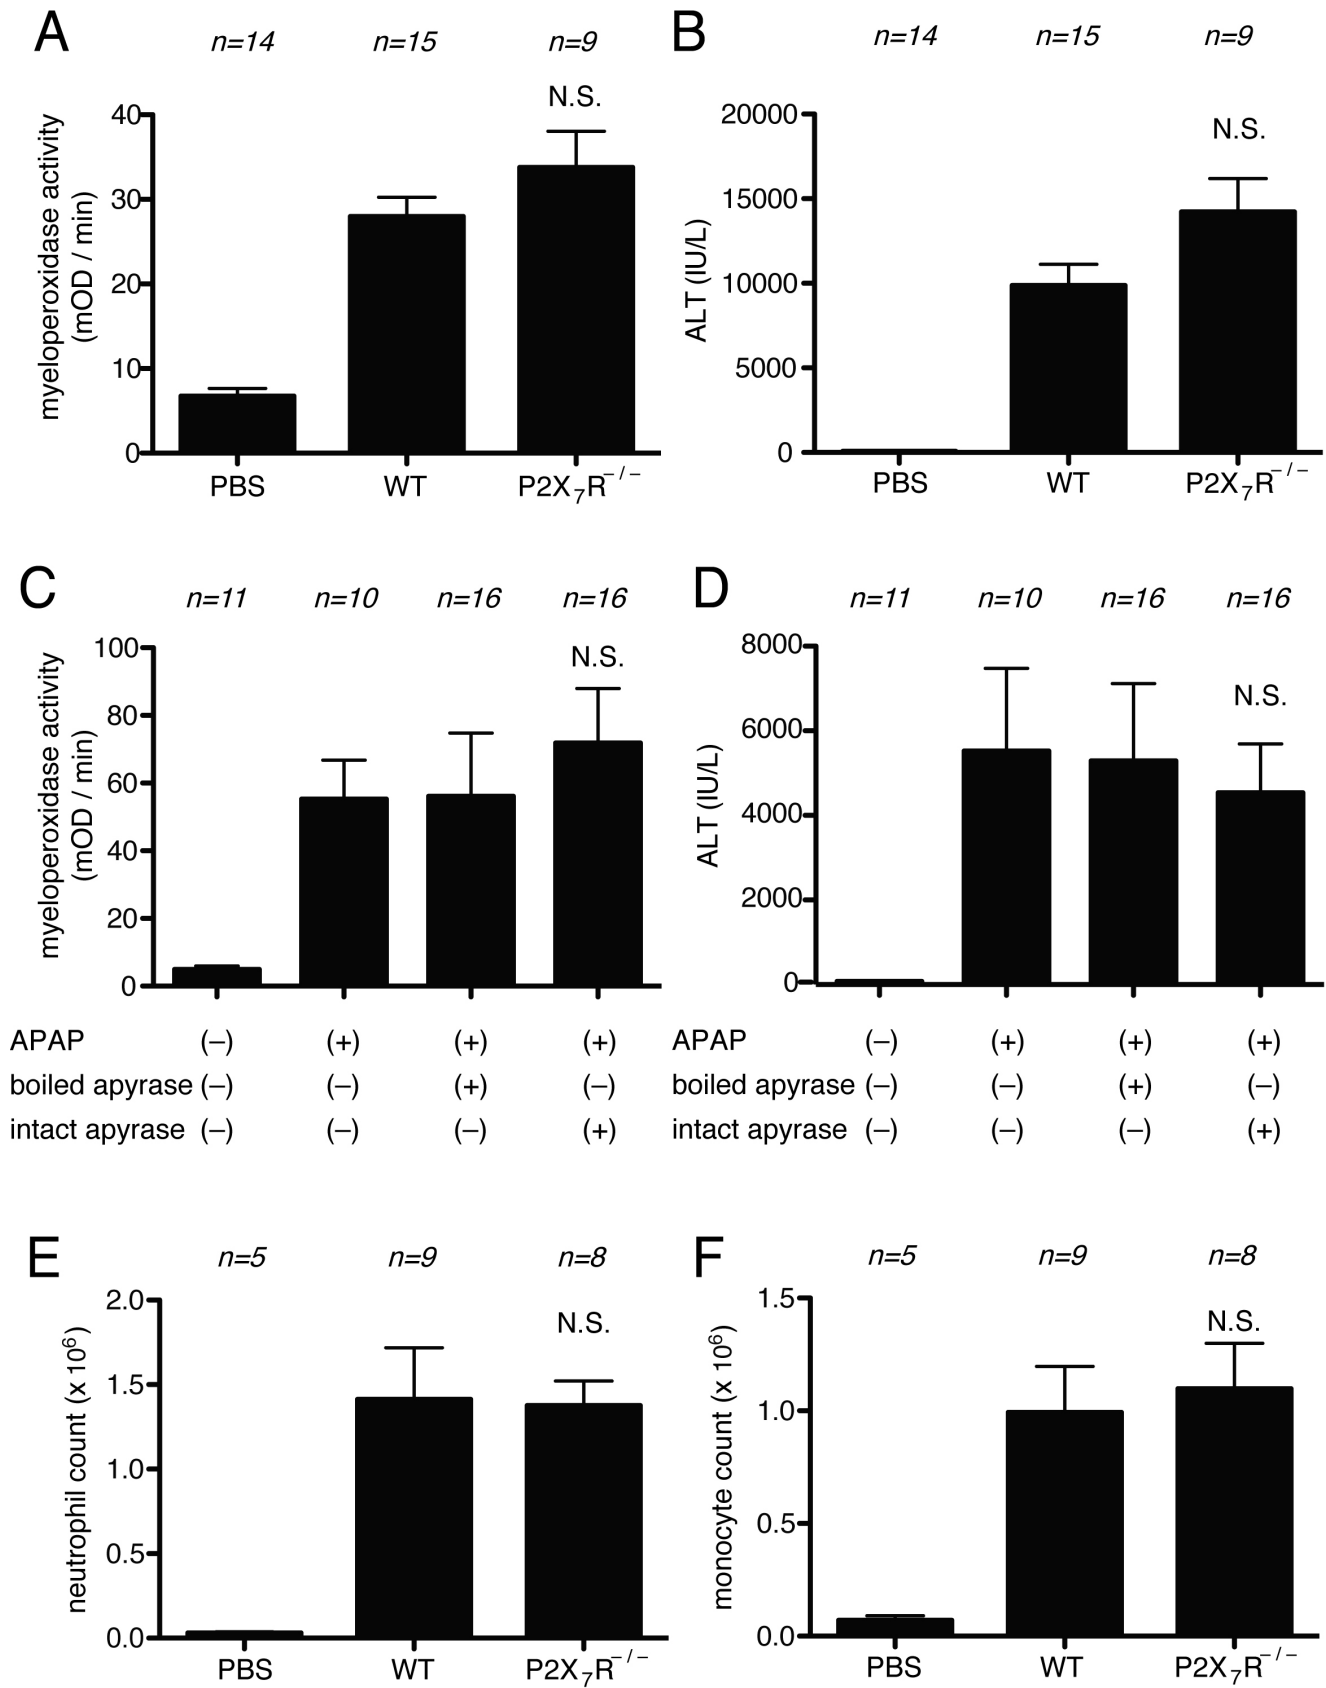 A
n=14 n=15 n=9
N.S.
myeloperoxidase activity
(mOD / min)
40
30
20
10
0
PBS WT P2X₇R⁻/⁻
B
n=14 n=15 n=9
N.S.
ALT (IU/L)
20000
15000
10000
5000
0
PBS WT P2X₇R⁻/⁻
C
n=11 n=10 n=16 n=16
N.S.
myeloperoxidase activity
(mOD / min)
100
80
60
40
20
0
APAP (–) (+) (+) (+)
boiled apyrase (–) (–) (+) (–)
intact apyrase (–) (–) (–) (+)
D
n=11 n=10 n=16 n=16
N.S.
ALT (IU/L)
8000
6000
4000
2000
0
APAP (–) (+) (+) (+)
boiled apyrase (–) (–) (+) (–)
intact apyrase (–) (–) (–) (+)
E
n=5 n=9 n=8
N.S.
neutrophil count (x 10⁶)
2.0
1.5
1.0
0.5
0.0
PBS WT P2X₇R⁻/⁻
F
n=5 n=9 n=8
N.S.
monocyte count (x 10⁶)
1.5
1.0
0.5
0.0
PBS WT P2X₇R⁻/⁻